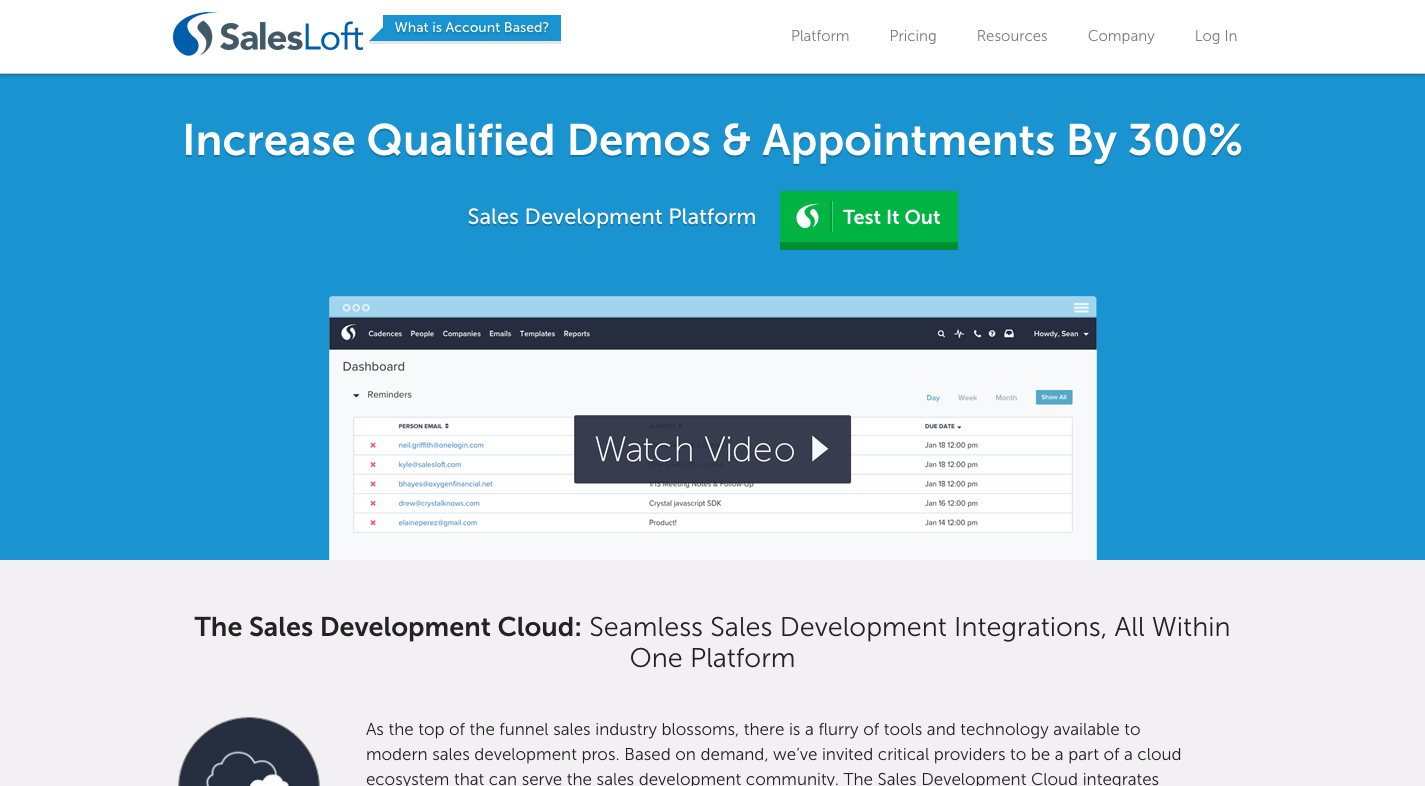 SalesLoft
What is Account Based?
Platform Pricing Resources Company Log In
Increase Qualified Demos & Appointments By 300%
Sales Development Platform
Test It Out
Cadences People Companies Emails Templates Reports
Howdy, Sean
Dashboard
Reminders
Day Week Month Show All
PERSON EMAIL DUE DATE
neil.griffith@onelogin.com Jan 18 12:00 pm
Watch Video
kyle@salesloft.com Jan 18 12:00 pm
bhayes@oxygenfinancial.net 1/13 Meeting Notes & Follow-Up Jan 18 12:00 pm
drew@crystalknows.com Crystal javascript SDK Jan 16 12:00 pm
elaineperez@gmail.com Product! Jan 14 12:00 pm
The Sales Development Cloud: Seamless Sales Development Integrations, All Within
One Platform
As the top of the funnel sales industry blossoms, there is a flurry of tools and technology available to
modern sales development pros. Based on demand, we've invited critical providers to be a part of a cloud
ecosystem that can serve the sales development community. The Sales Development Cloud integrates